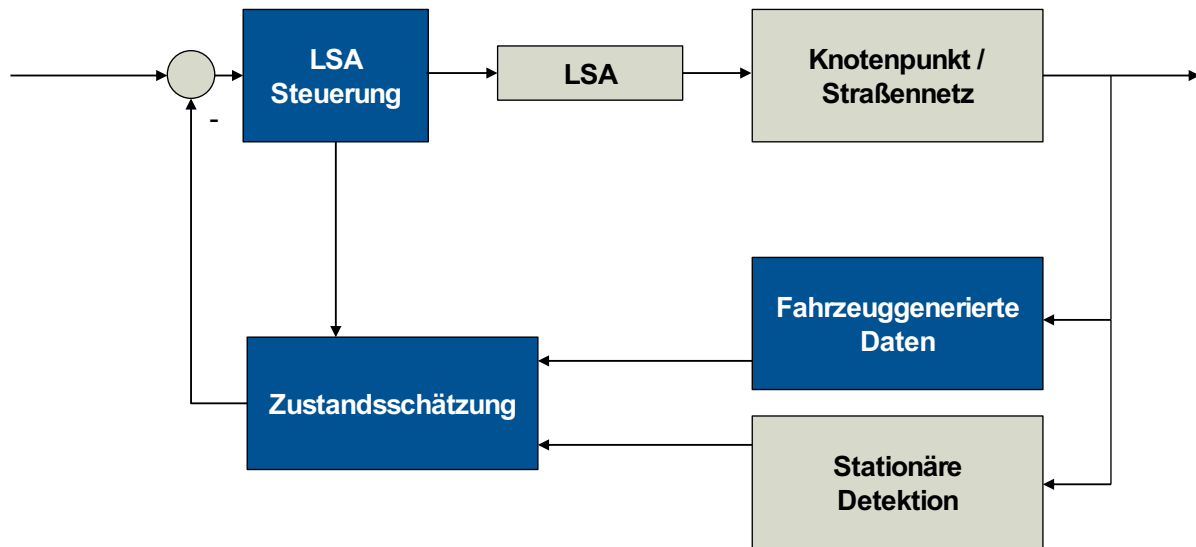 LSA
Steuerung
LSA
Knotenpunkt /
Straßennetz
-
Fahrzeuggenerierte
Daten
Zustandsschätzung
Stationäre
Detektion